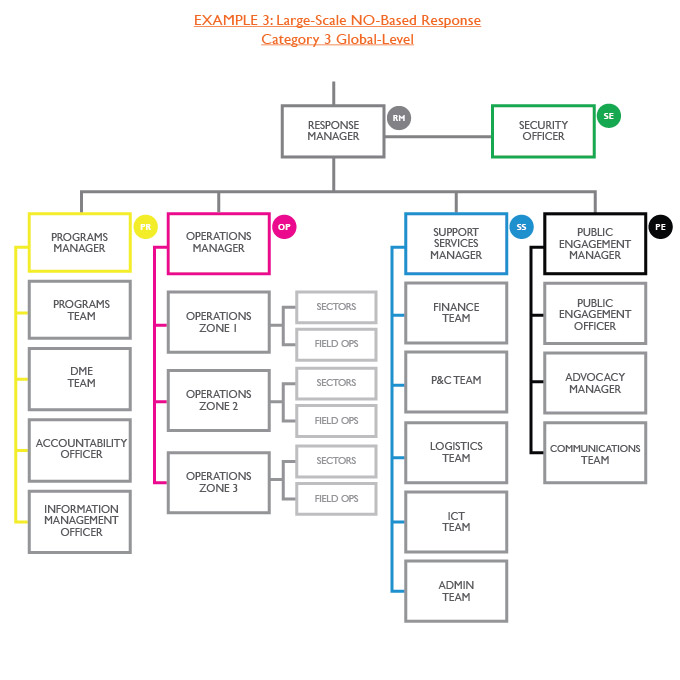 EXAMPLE 3: Large-Scale NO-Based Response
Category 3 Global-Level
RESPONSE
MANAGER
RM
SECURITY
OFFICER
SE
PROGRAMS
MANAGER
PR
PROGRAMS
TEAM
DME
TEAM
ACCOUNTABILITY
OFFICER
INFORMATION
MANAGEMENT
OFFICER
OPERATIONS
MANAGER
OP
OPERATIONS
ZONE 1
SECTORS
FIELD OPS
OPERATIONS
ZONE 2
SECTORS
FIELD OPS
OPERATIONS
ZONE 3
SECTORS
FIELD OPS
SUPPORT
SERVICES
MANAGER
SS
FINANCE
TEAM
P&C TEAM
LOGISTICS
TEAM
ICT
TEAM
ADMIN
TEAM
PUBLIC
ENGAGEMENT
MANAGER
PE
PUBLIC
ENGAGEMENT
OFFICER
ADVOCACY
MANAGER
COMMUNICATIONS
TEAM